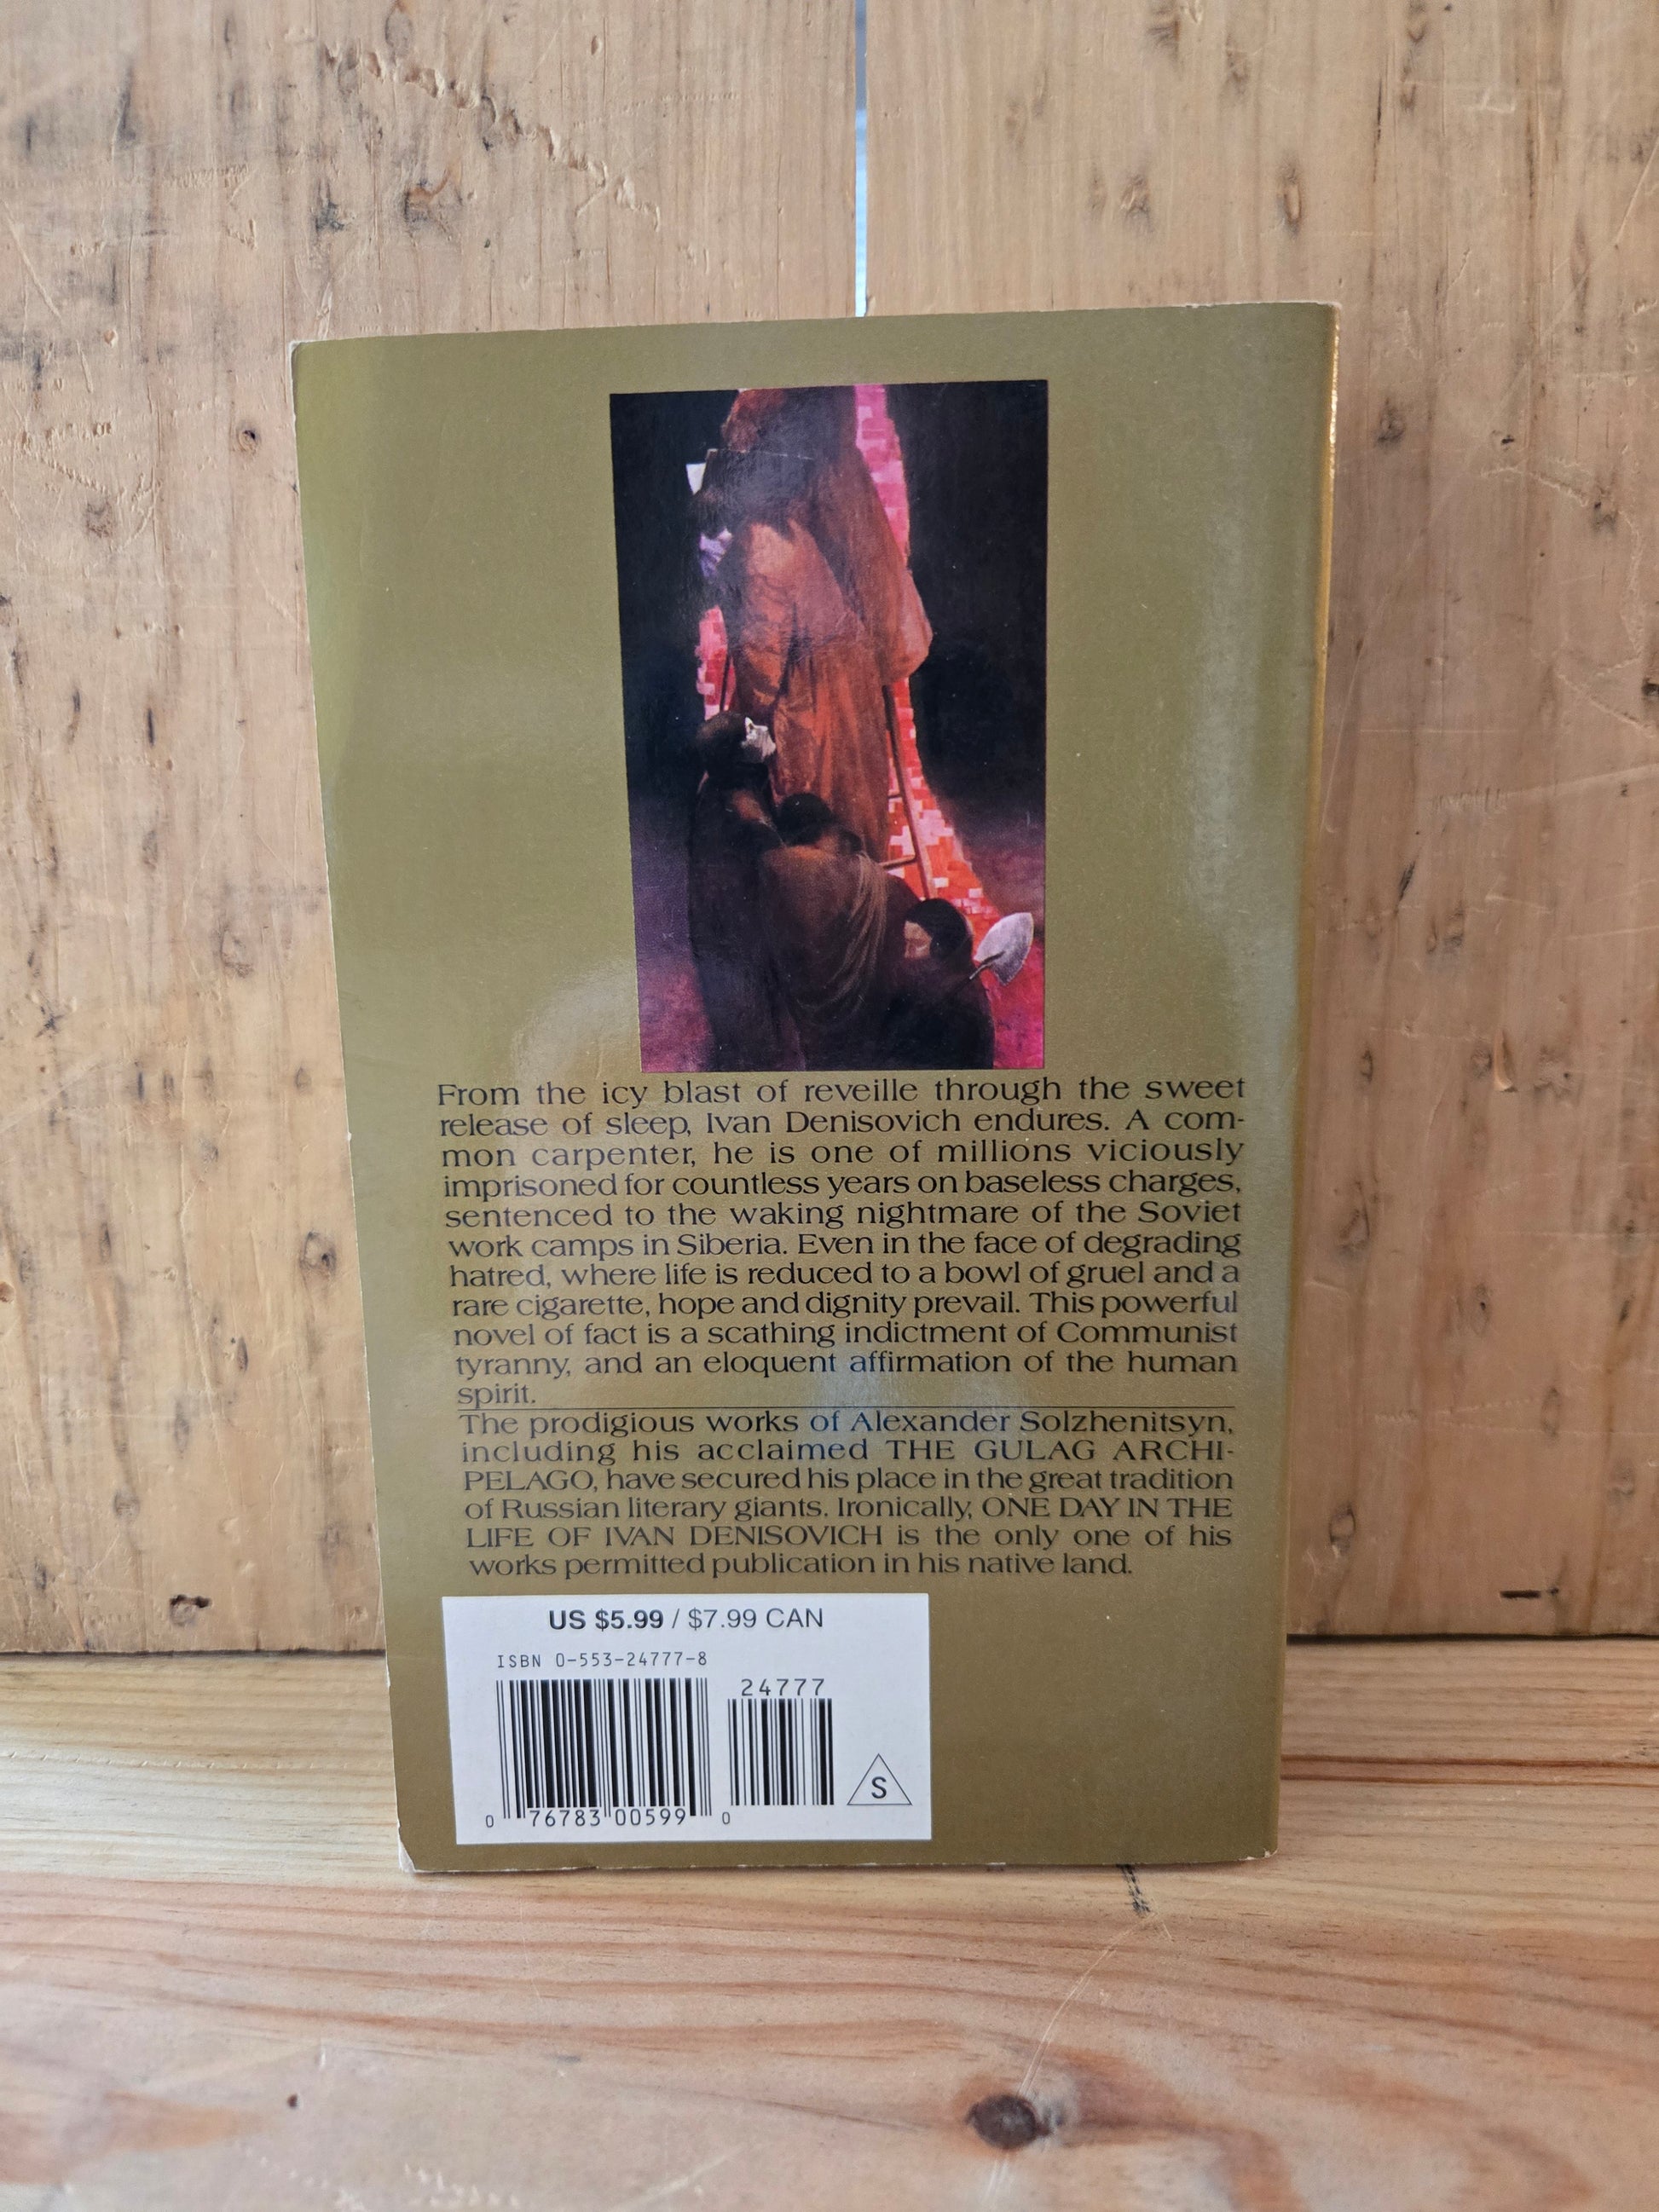 From the icy blast of reveille through the sweet
release of sleep, Ivan Denisovich endures. A com-
mon carpenter, he is one of millions viciously
imprisoned for countless years on baseless charges,
sentenced to the waking nightmare of the Soviet
work camps in Siberia. Even in the face of degrading
hatred, where life is reduced to a bowl of gruel and a
rare cigarette, hope and dignity prevail. This powerful
novel of fact is a scathing indictment of Communist
tyranny, and an eloquent affirmation of the human
spirit.
The prodigious works of Alexander Solzhenitsyn,
including his acclaimed THE GULAG ARCHI-
PELAGO, have secured his place in the great tradition
of Russian literary giants. Ironically, ONE DAY IN THE
LIFE OF IVAN DENISOVICH is the only one of his
works permitted publication in his native land.
US $5.99 / $7.99 CAN
ISBN 0-553-24777-8
24777
S
0 76783 00599 0